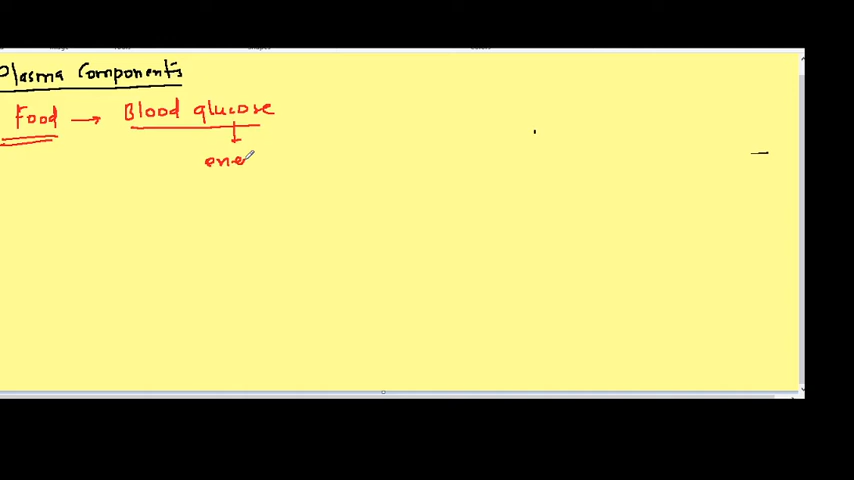 Plasma Components
Food → Blood glucose
ene